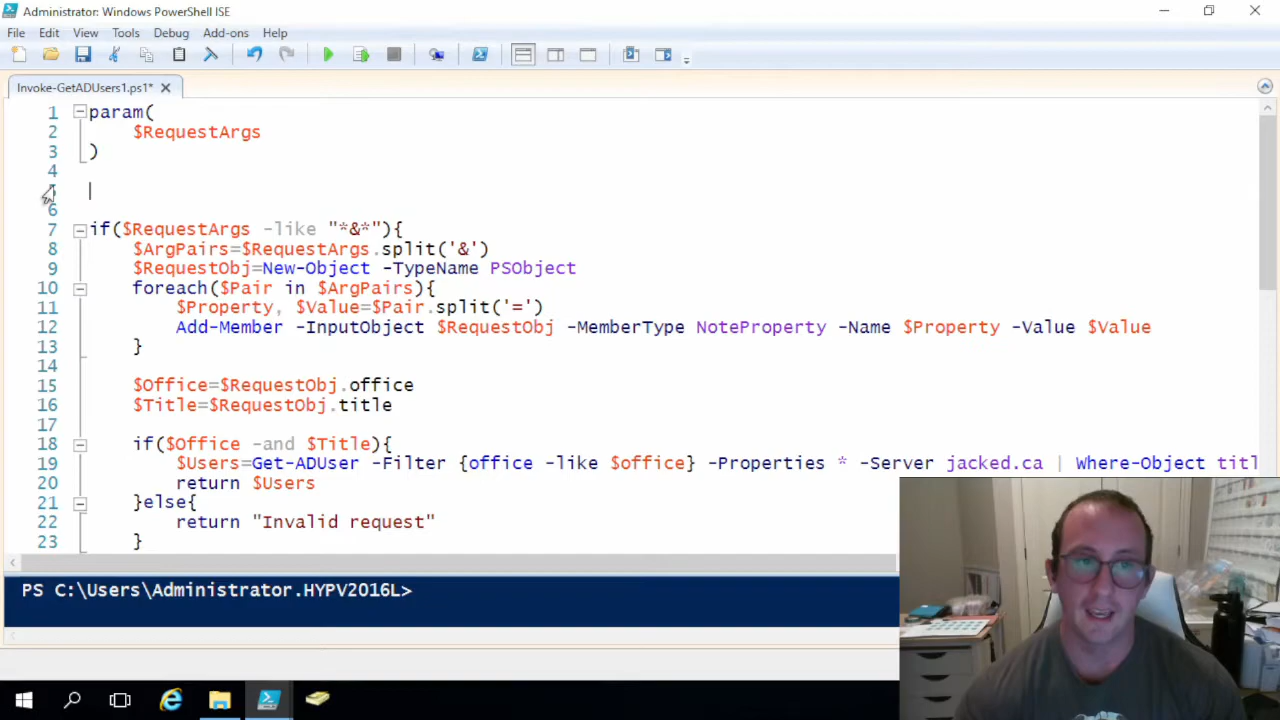 Administrator: Windows PowerShell ISE
File Edit View Tools Debug Add-ons Help
Invoke-GetADUsers1.ps1*
1 param(
2 $RequestArgs
3 )
4
6
7 if($RequestArgs -like "*&*"){
8 $ArgPairs=$RequestArgs.split('&')
9 $RequestObj=New-Object -TypeName PSObject
10 foreach($Pair in $ArgPairs){
11 $Property, $Value=$Pair.split('=')
12 Add-Member -InputObject $RequestObj -MemberType NoteProperty -Name $Property -Value $Value
13 }
14
15 $Office=$RequestObj.office
16 $Title=$RequestObj.title
17
18 if($Office -and $Title){
19 $Users=Get-ADUser -Filter {office -like $office} -Properties * -Server jacked.ca | Where-Object titl
20 return $Users
21 }else{
22 return "Invalid request"
23 }
PS C:\Users\Administrator.HYPV2016L>